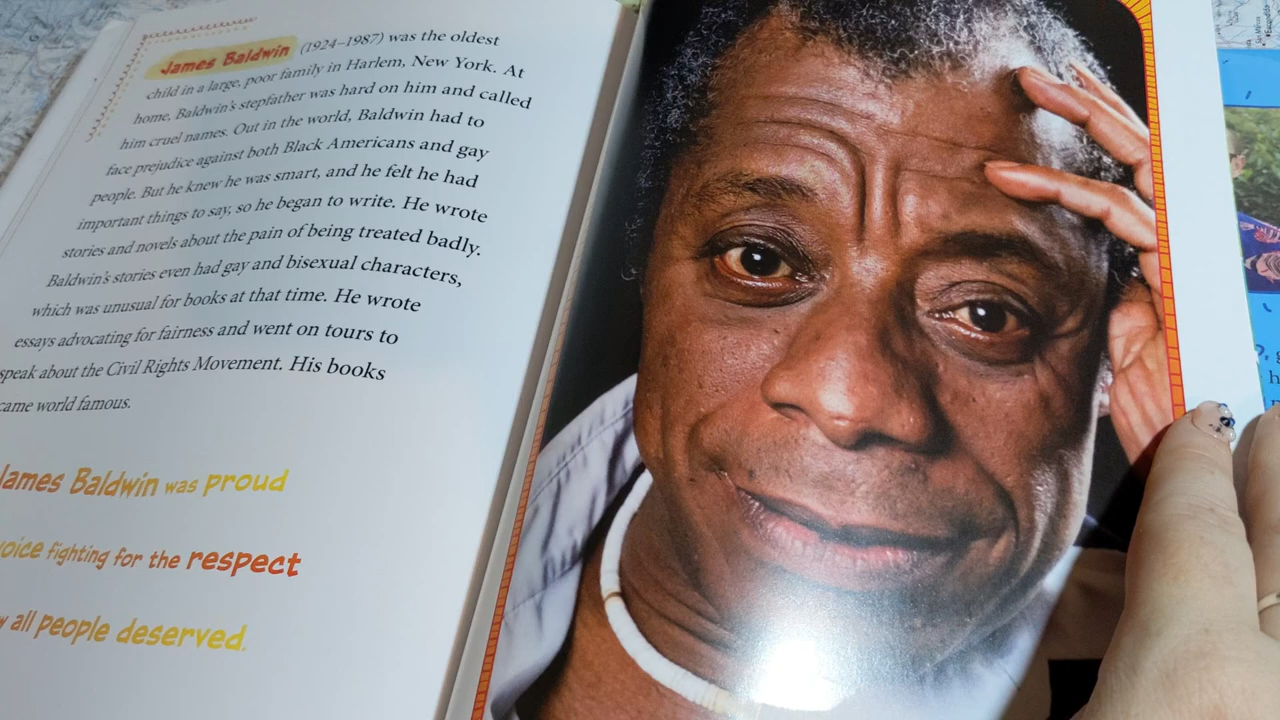 James Baldwin (1924–1987) was the oldest
child in a large, poor family in Harlem, New York. At
home, Baldwin's stepfather was hard on him and called
him cruel names. Out in the world, Baldwin had to
face prejudice against both Black Americans and gay
people. But he knew he was smart, and he felt he had
important things to say, so he began to write. He wrote
stories and novels about the pain of being treated badly.
Baldwin's stories even had gay and bisexual characters,
which was unusual for books at that time. He wrote
essays advocating for fairness and went on tours to
speak about the Civil Rights Movement. His books
came world famous.
James Baldwin was proud
voice fighting for the respect
all people deserved.